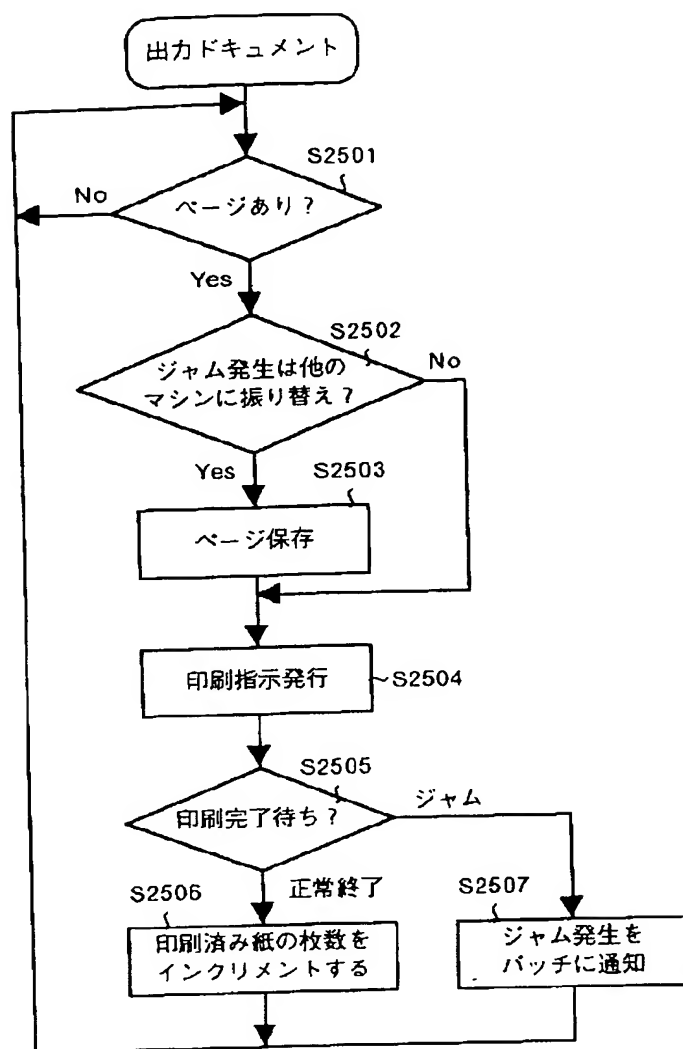 出力ドキュメント
S2501
No
ページあり？
Yes
S2502
No
ジャム発生は他の
マシンに振り替え？
Yes
S2503
ページ保存
印刷指示発行
S2504
S2505
ジャム
印刷完了待ち？
S2506
正常終了
S2507
印刷済み紙の枚数を
インクリメントする
ジャム発生を
バッチに通知